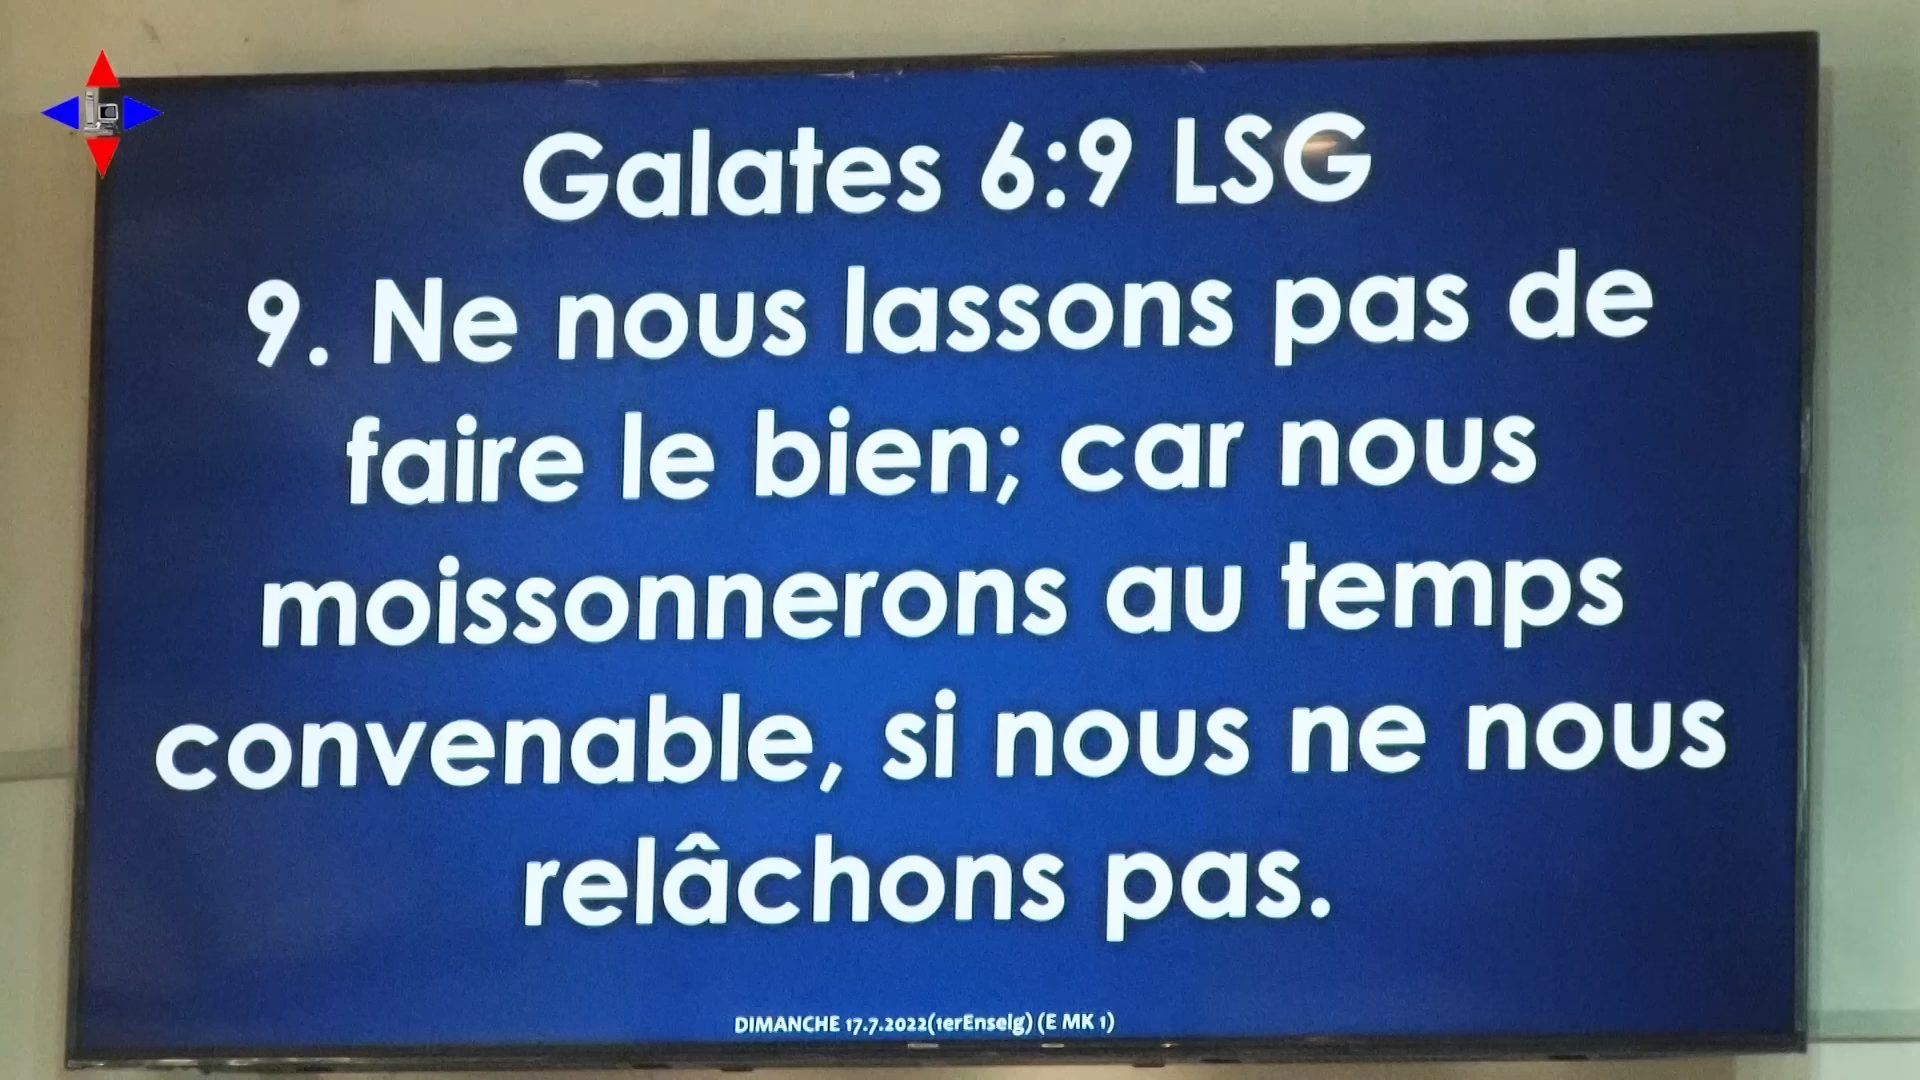 Galates 6:9 LSG
9. Ne nous lassons pas de
faire le bien; car nous
moissonnerons au temps
convenable, si nous ne nous
relâchons pas.
DIMANCHE 17.7.2022(1erEnseig) (E MK 1)